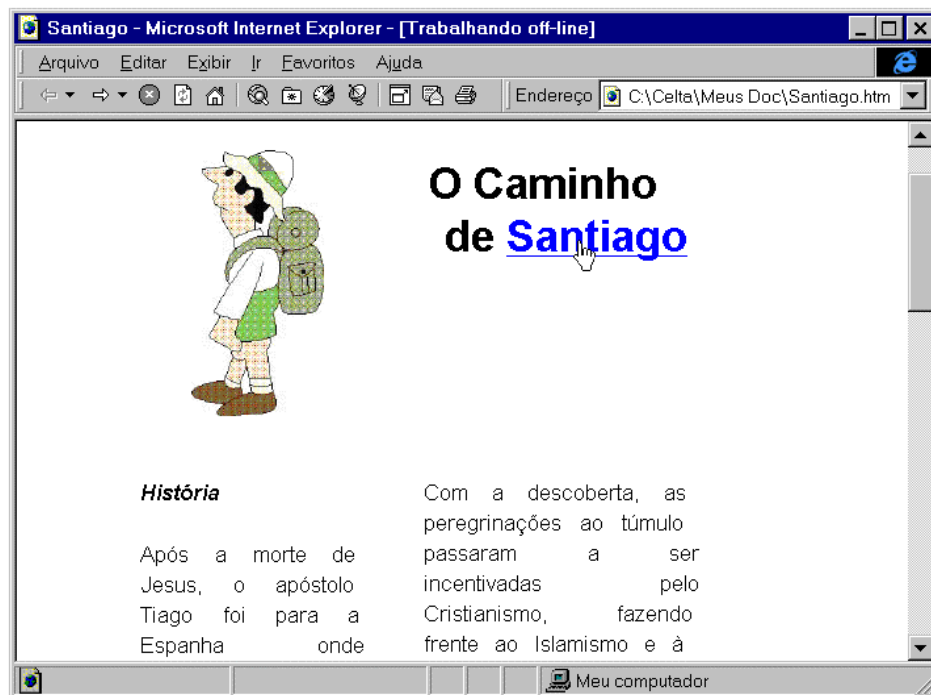 Santiago - Microsoft Internet Explorer - [Trabalhando off-line]
Arquivo Editar Exibir Ir Favoritos Ajuda
Endereço C:\Celta\Meus Doc\Santiago.htm
O Caminho
de Santiago
História
Após a morte de
Jesus, o apóstolo
Tiago foi para a
Espanha onde
Com a descoberta, as
peregrinações ao túmulo
passaram a ser
incentivadas pelo
Cristianismo, fazendo
frente ao Islamismo e à
Meu computador